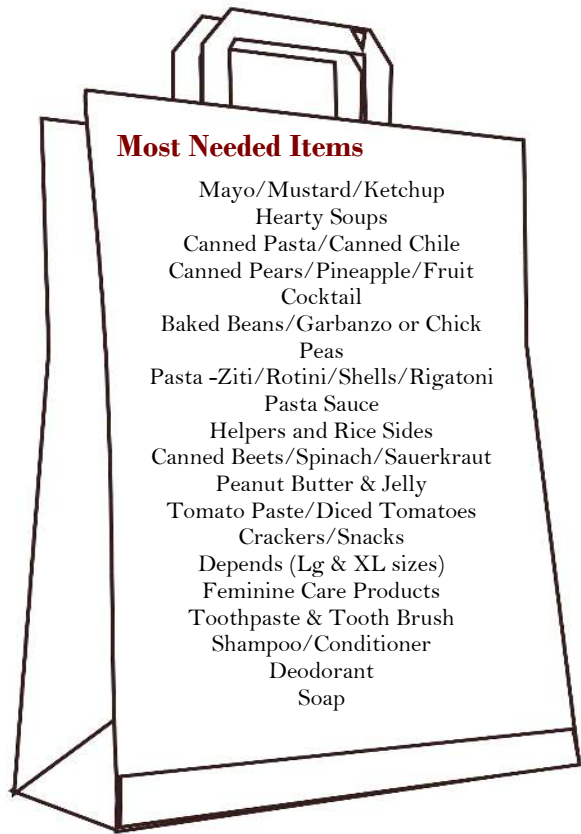 Most Needed Items
Mayo/Mustard/Ketchup
Hearty Soups
Canned Pasta/Canned Chile
Canned Pears/Pineapple/Fruit
Cocktail
Baked Beans/Garbanzo or Chick
Peas
Pasta -Ziti/Rotini/Shells/Rigatoni
Pasta Sauce
Helpers and Rice Sides
Canned Beets/Spinach/Sauerkraut
Peanut Butter & Jelly
Tomato Paste/Diced Tomatoes
Crackers/Snacks
Depends (Lg & XL sizes)
Feminine Care Products
Toothpaste & Tooth Brush
Shampoo/Conditioner
Deodorant
Soap